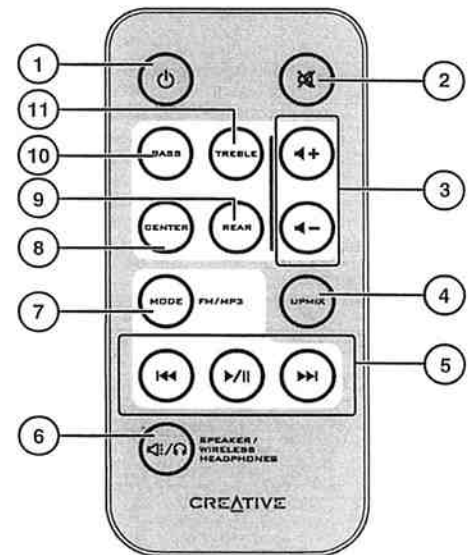 1
2
11
BASS TREBLE
10
3
9
CENTER REAR
8
MODE FM/MP3 UPMIX
4
7
5
6
SPEAKER /
WIRELESS
HEADPHONES
CREATIVE